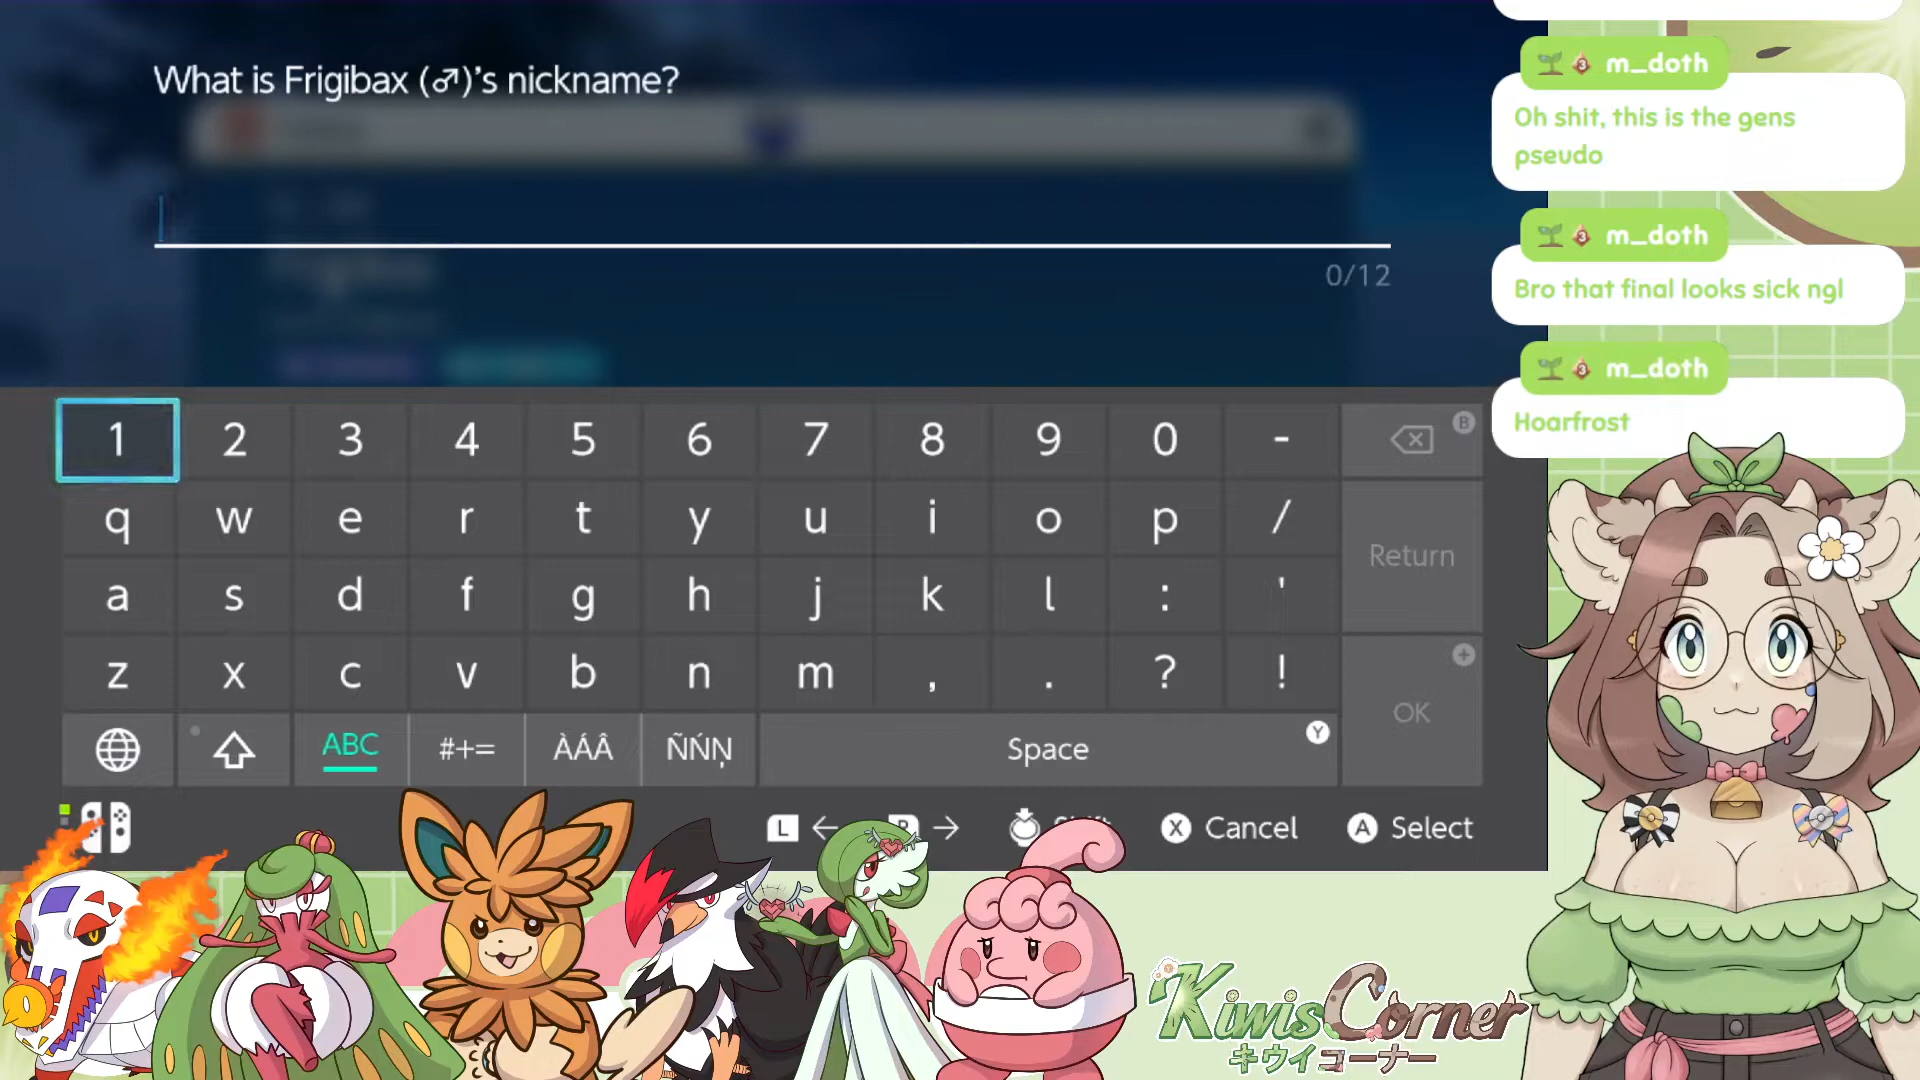 What is Frigibax (♂)'s nickname?
0/12
1 2 3 4 5 6 7 8 9 0 -
q w e r t y u i o p /
Return
a s d f g h j k l : '
z x c v b n m , . ? !
OK
ABC #+= ÀÁÂ ÑŃŅ Space
L ← R → Shift X Cancel A Select
B
+
Y
m_doth
Oh shit, this is the gens
pseudo
m_doth
Bro that final looks sick ngl
m_doth
Hoarfrost
KiwisCorner
キウイコーナー